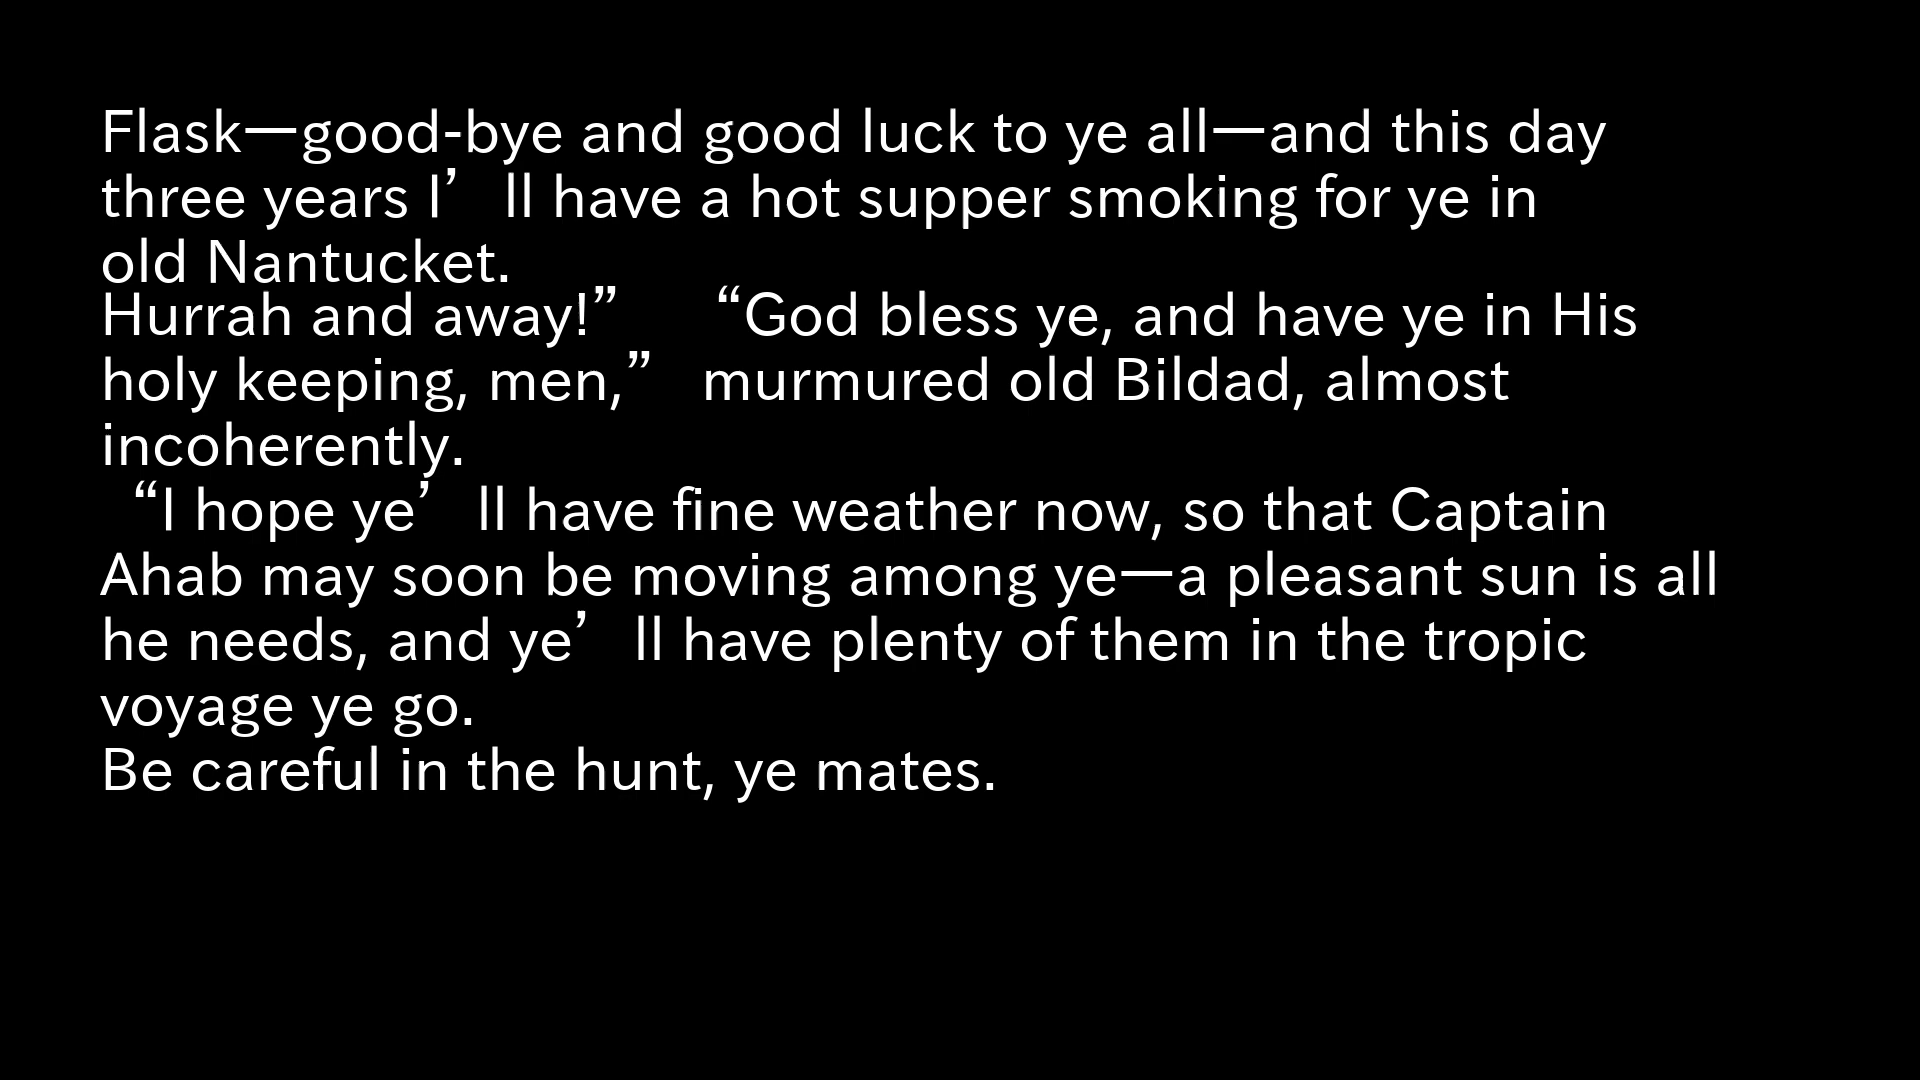 Flask—good-bye and good luck to ye all—and this day
three years I’ll have a hot supper smoking for ye in
old Nantucket.
Hurrah and away!” “God bless ye, and have ye in His
holy keeping, men,” murmured old Bildad, almost
incoherently.
“I hope ye’ll have fine weather now, so that Captain
Ahab may soon be moving among ye—a pleasant sun is all
he needs, and ye’ll have plenty of them in the tropic
voyage ye go.
Be careful in the hunt, ye mates.